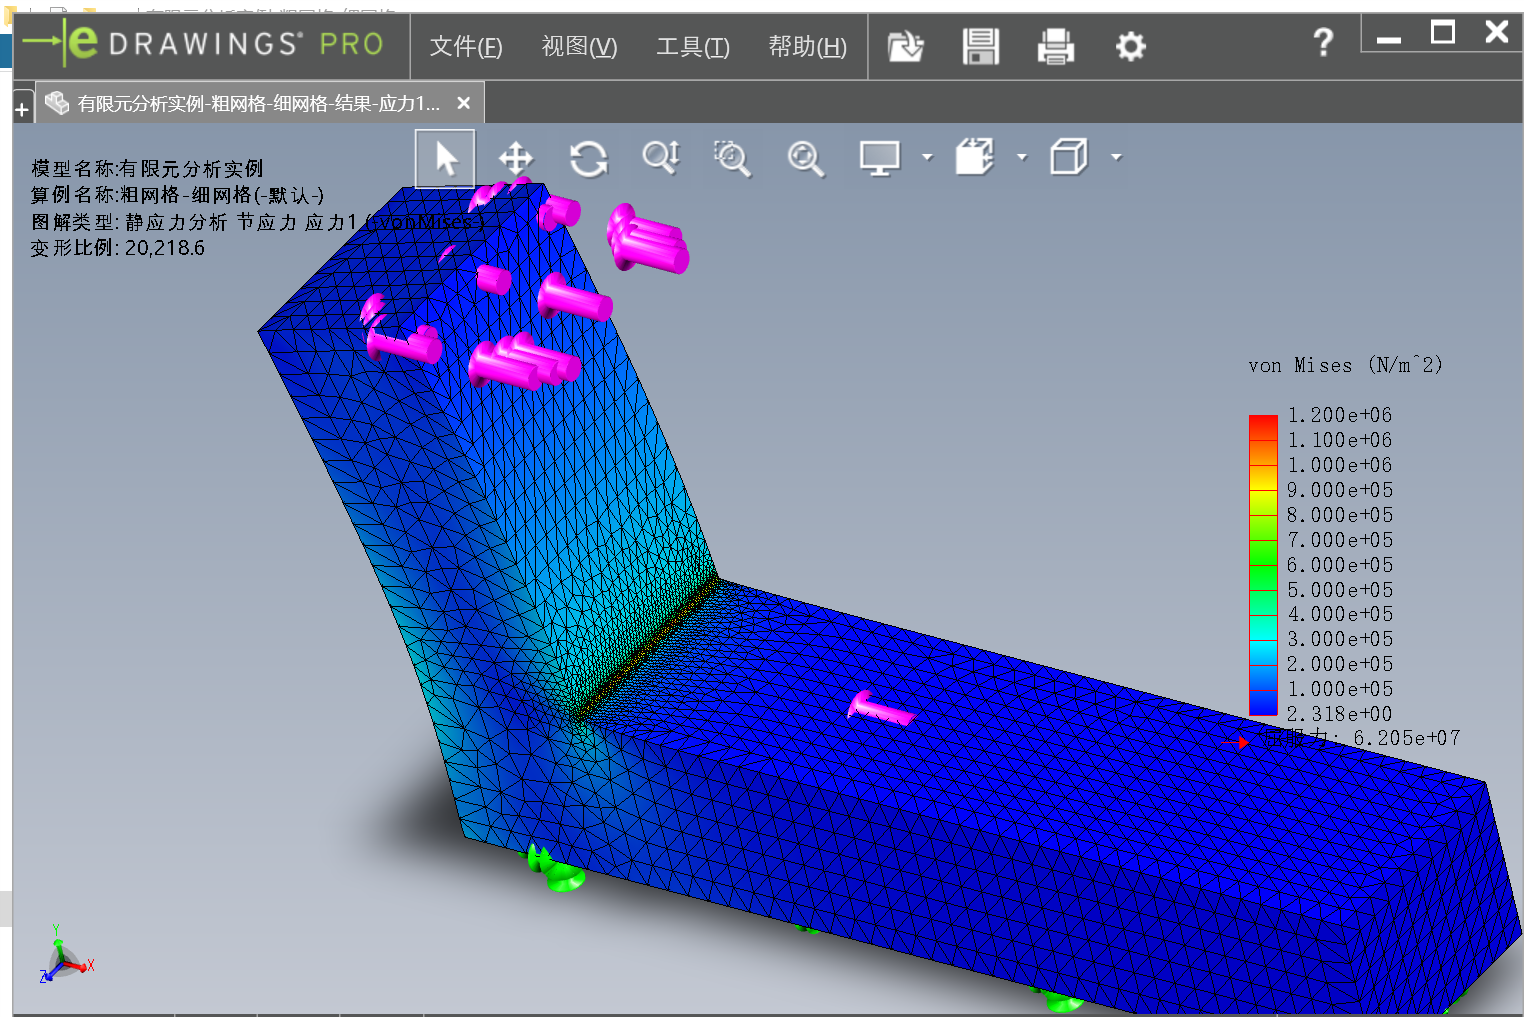 eDRAWINGS® PRO
文件(F) 视图(V) 工具(T) 帮助(H) ?
+ 有限元分析实例-粗网格-细网格-结果-应力1...
模型名称:有限元分析实例
算例名称:粗网格-细网格(-默认-)
图解类型: 静应力分析 节应力 应力1 (-vonMises-)
变形比例: 20,218.6
von Mises (N/m^2)
1.200e+06
1.100e+06
1.000e+06
9.000e+05
8.000e+05
7.000e+05
6.000e+05
5.000e+05
4.000e+05
3.000e+05
2.000e+05
1.000e+05
2.318e+00
力: 6.205e+07
Y
Z
X